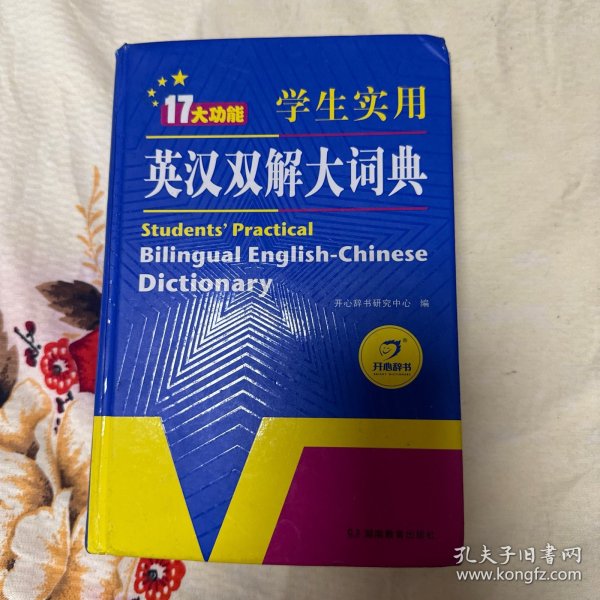 17大功能
学生实用
英汉双解大词典
Students' Practical
Bilingual English-Chinese
Dictionary
开心辞书研究中心 编
开心辞书
孔夫子旧书网
www.kongfz.com